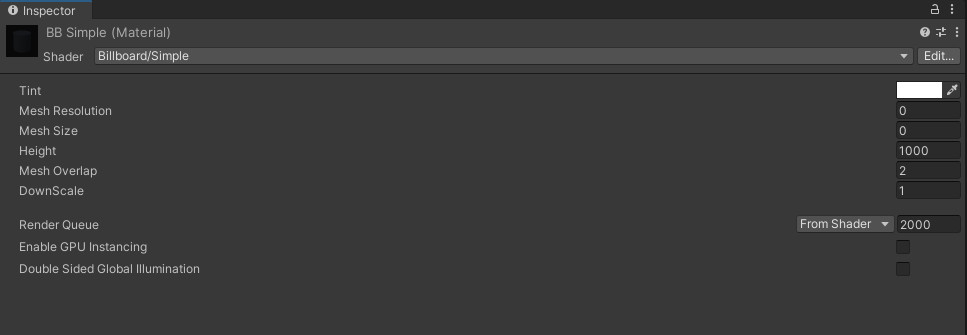 Inspector
BB Simple (Material)
Shader Billboard/Simple Edit...
Tint
Mesh Resolution 0
Mesh Size 0
Height 1000
Mesh Overlap 2
DownScale 1
Render Queue From Shader 2000
Enable GPU Instancing
Double Sided Global Illumination